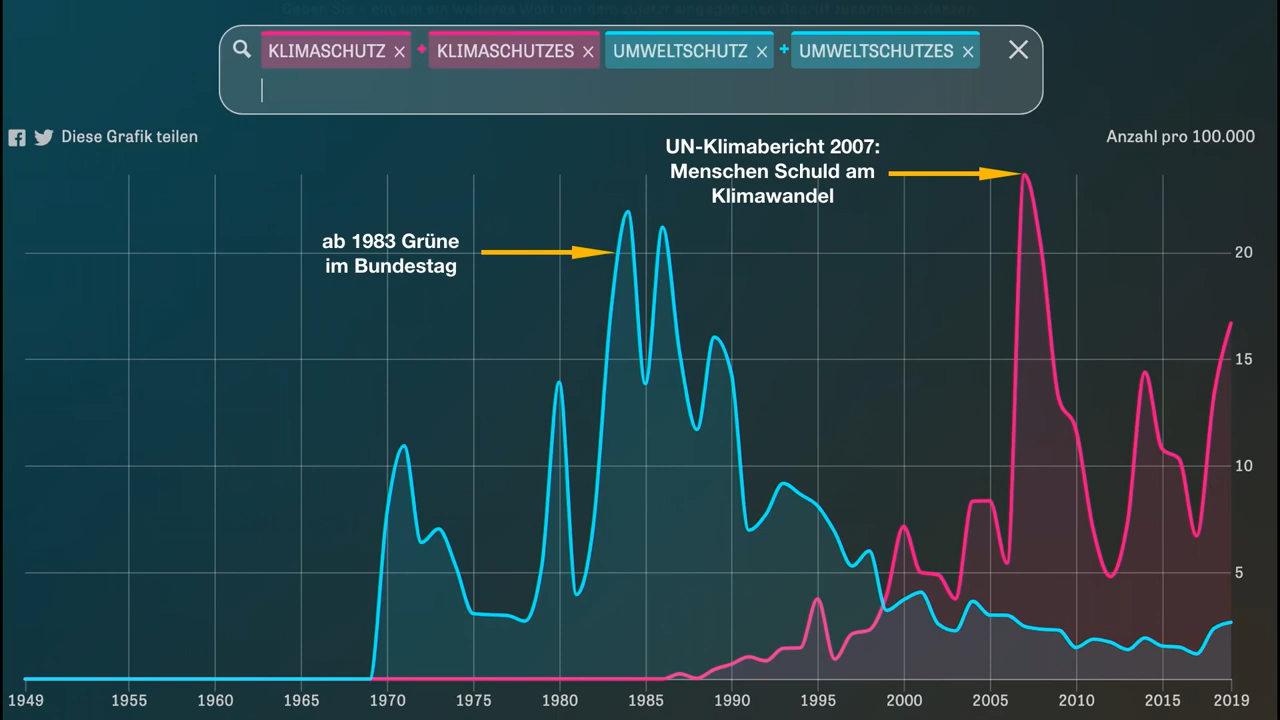 KLIMASCHUTZ × + KLIMASCHUTZES × UMWELTSCHUTZ × + UMWELTSCHUTZES ×
Diese Grafik teilen
Anzahl pro 100.000
UN-Klimabericht 2007:
Menschen Schuld am
Klimawandel
ab 1983 Grüne
im Bundestag
20
15
10
5
1949 1955 1960 1965 1970 1975 1980 1985 1990 1995 2000 2005 2010 2015 2019